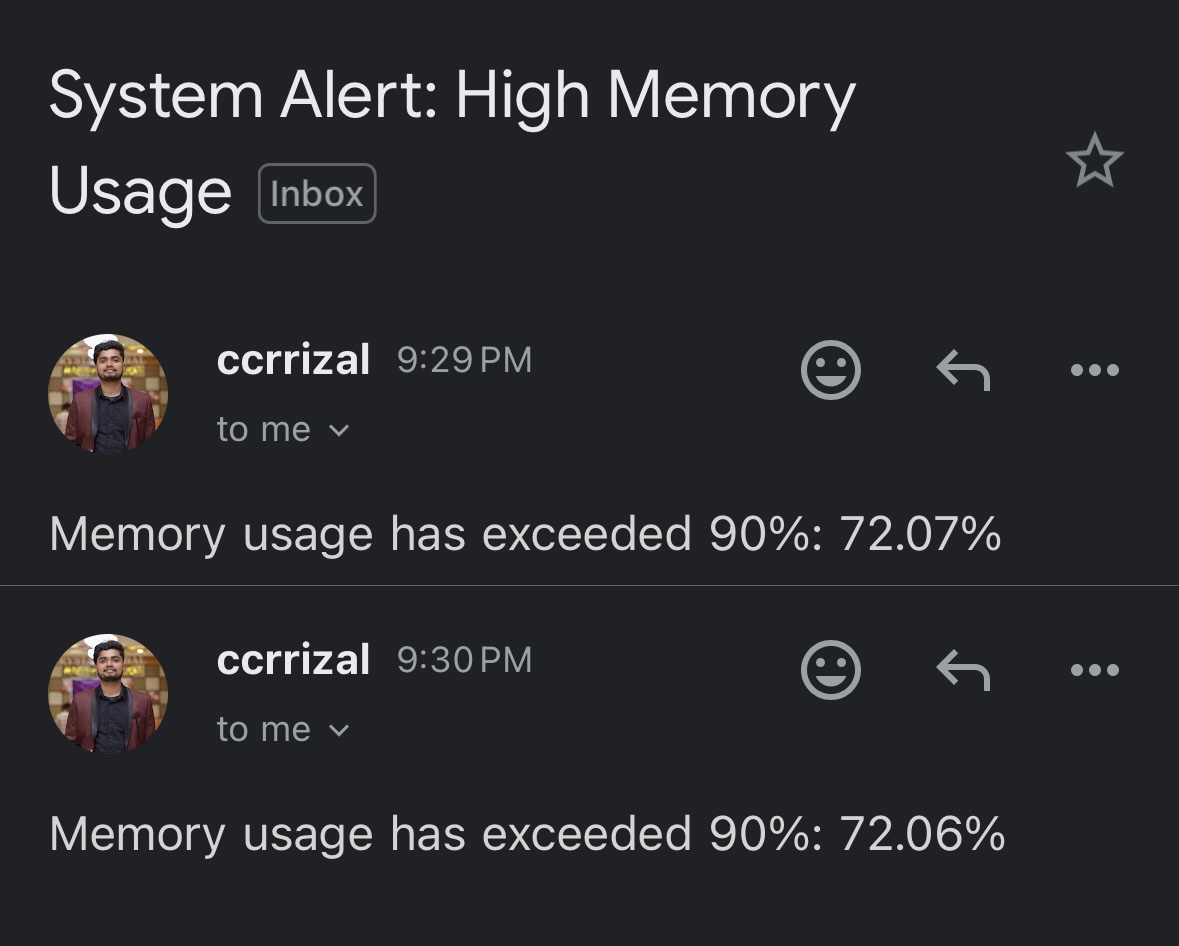 System Alert: High Memory
Usage Inbox
ccrrizal 9:29 PM
to me
Memory usage has exceeded 90%: 72.07%
ccrrizal 9:30 PM
to me
Memory usage has exceeded 90%: 72.06%